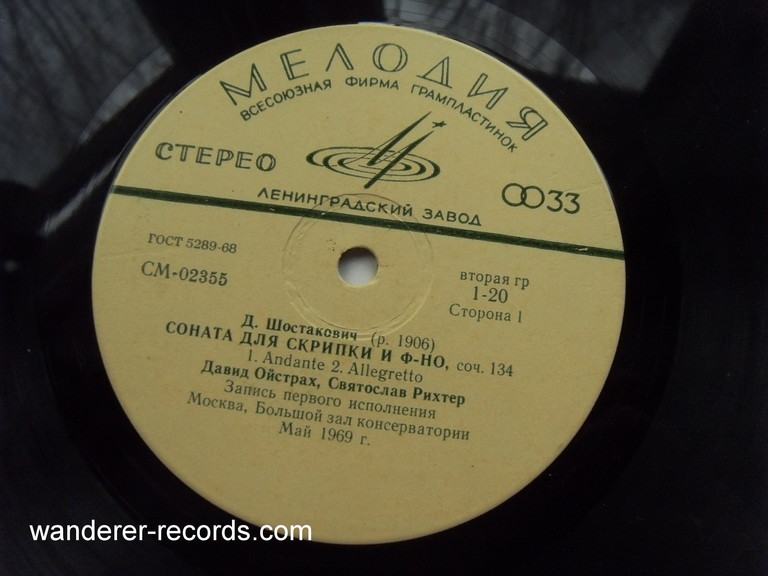 МЕЛОДИЯ
ВСЕСОЮЗНАЯ ФИРМА ГРАМПЛАСТИНОК
СТЕРЕО
33
ЛЕНИНГРАДСКИЙ ЗАВОД
ГОСТ 5289-68
СМ-02355
вторая гр
1-20
Сторона 1
Д. Шостакович (р. 1906)
СОНАТА ДЛЯ СКРИПКИ И Ф-НО, соч. 134
1. Andante 2. Allegretto
Давид Ойстрах, Святослав Рихтер
Запись первого исполнения
Москва, Большой зал консерватории
Май 1969 г.
wanderer-records.com